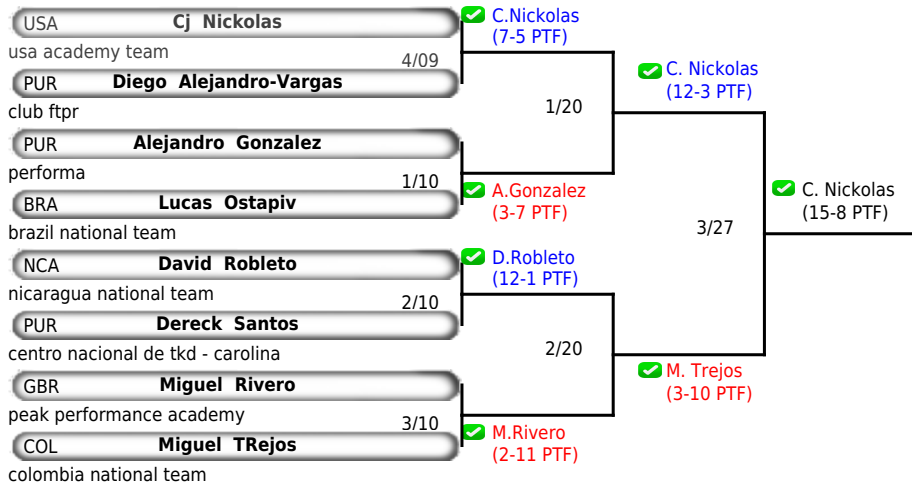 USA Cj Nickolas
usa academy team
4/09
PUR Diego Alejandro-Vargas
club ftpr
C.Nickolas
(7-5 PTF)
PUR Alejandro Gonzalez
performa
1/10
BRA Lucas Ostapiv
brazil national team
A.Gonzalez
(3-7 PTF)
1/20
C. Nickolas
(12-3 PTF)
NCA David Robleto
nicaragua national team
2/10
PUR Dereck Santos
centro nacional de tkd - carolina
D.Robleto
(12-1 PTF)
GBR Miguel Rivero
peak performance academy
3/10
COL Miguel TRejos
colombia national team
M.Rivero
(2-11 PTF)
2/20
M. Trejos
(3-10 PTF)
3/27
C. Nickolas
(15-8 PTF)